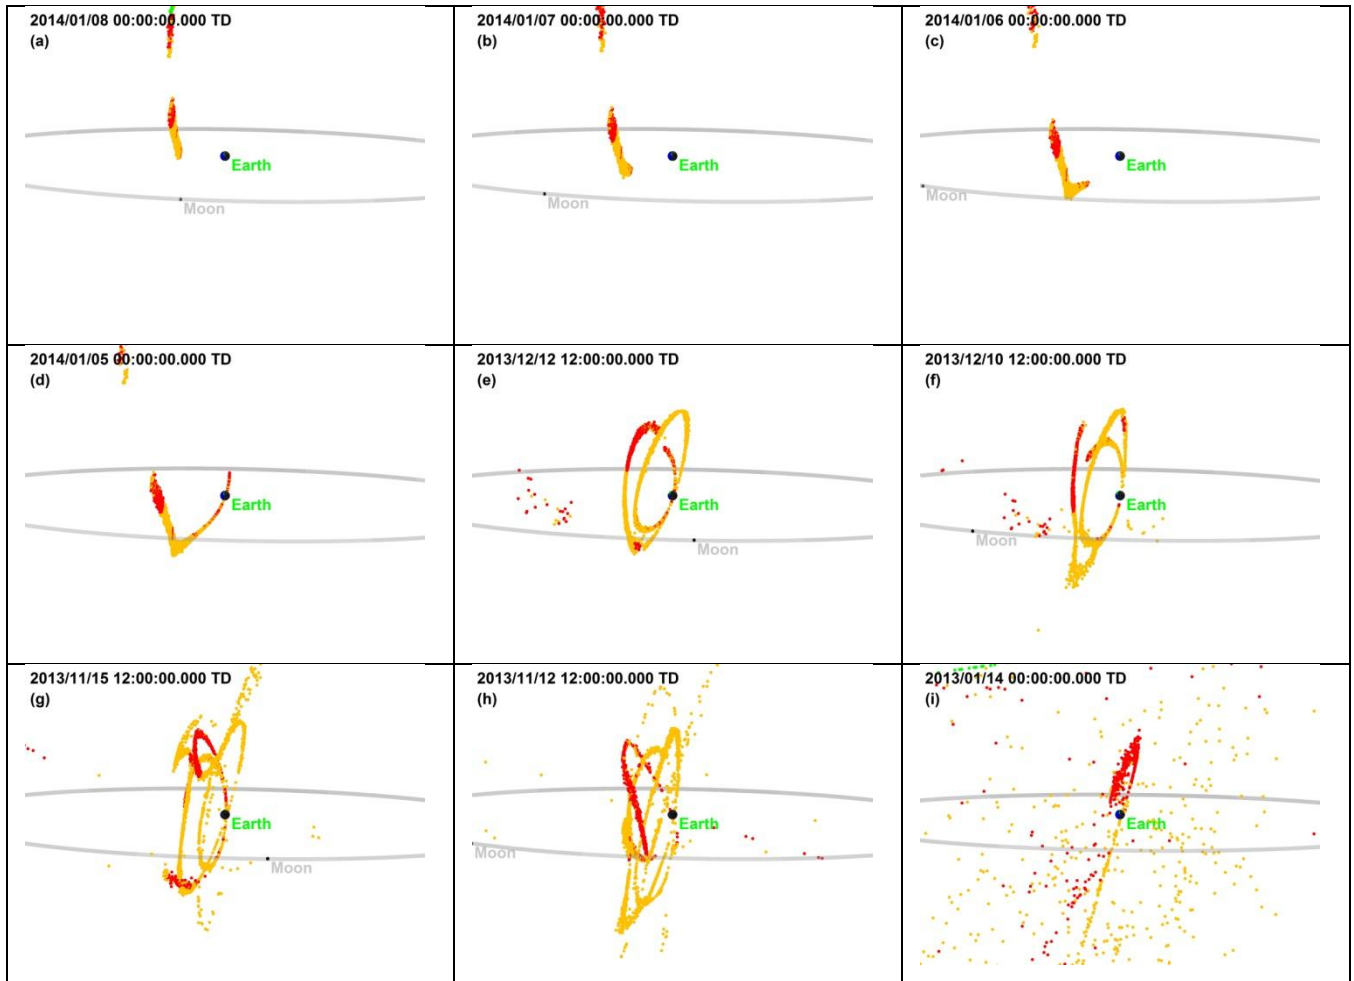 2014/01/08 00:00:00.000 TD
(a)
Earth
Moon
2014/01/07 00:00:00.000 TD
(b)
Earth
Moon
2014/01/06 00:00:00.000 TD
(c)
Earth
Moon
2014/01/05 00:00:00.000 TD
(d)
Earth
2013/12/12 12:00:00.000 TD
(e)
Earth
Moon
2013/12/10 12:00:00.000 TD
(f)
Earth
Moon
2013/11/15 12:00:00.000 TD
(g)
Earth
Moon
2013/11/12 12:00:00.000 TD
(h)
Earth
Moon
2013/01/14 00:00:00.000 TD
(i)
Earth